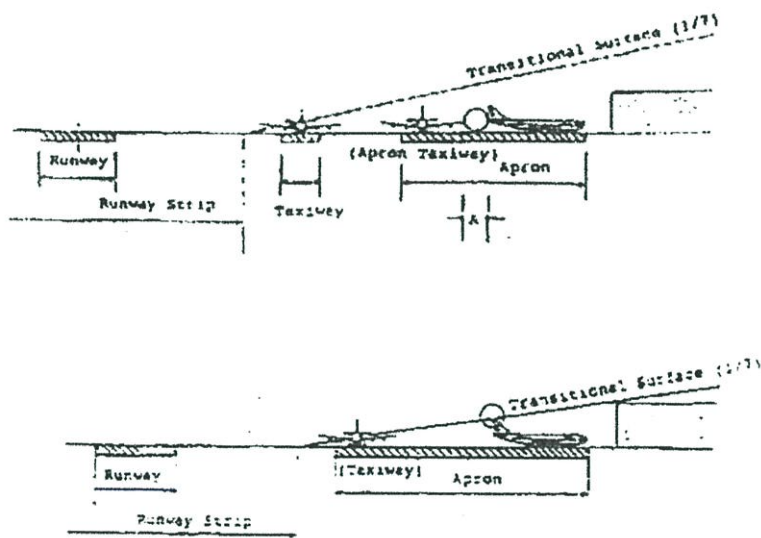 Transitional Surface (1/7)
Runway
(Apron Taxiway)
Apron
Runway Strip
Taxiway
A
Transitional Surface (1/7)
Runway
(Taxiway)
Apron
Runway Strip